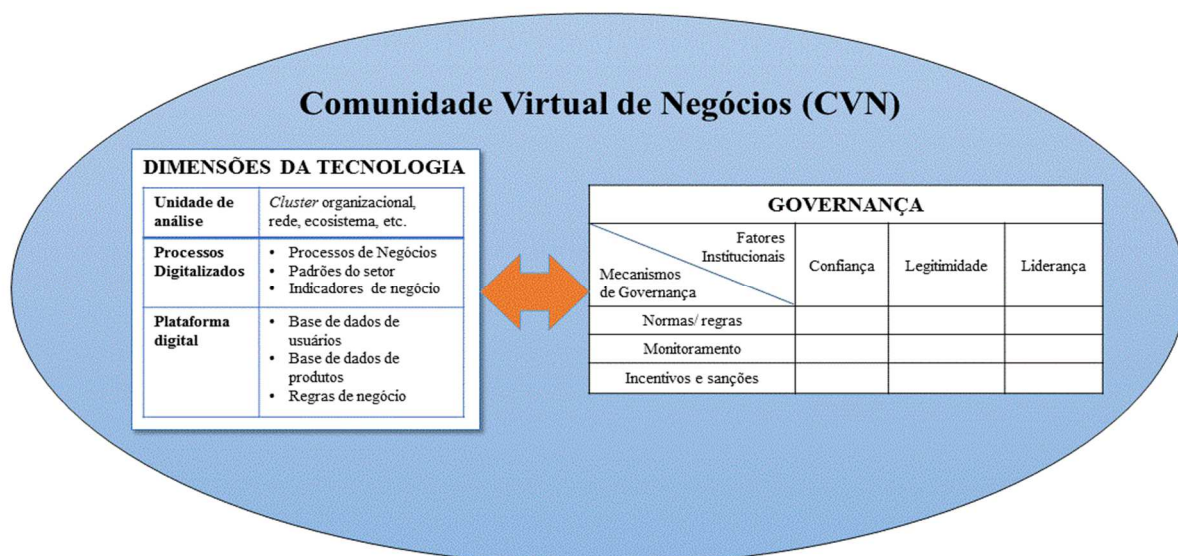 Comunidade Virtual de Negócios (CVN)
DIMENSÕES DA TECNOLOGIA
Unidade de
análise
Cluster organizacional,
rede, ecosistema, etc.
Processos
Digitalizados
• Processos de Negócios
• Padrões do setor
• Indicadores de negócio
Plataforma
digital
• Base de dados de
usuários
• Base de dados de
produtos
• Regras de negócio
GOVERNANÇA
Fatores
Institucionais
Mecanismos
de Governança
Confiança
Legitimidade
Liderança
Normas/ regras
Monitoramento
Incentivos e sanções